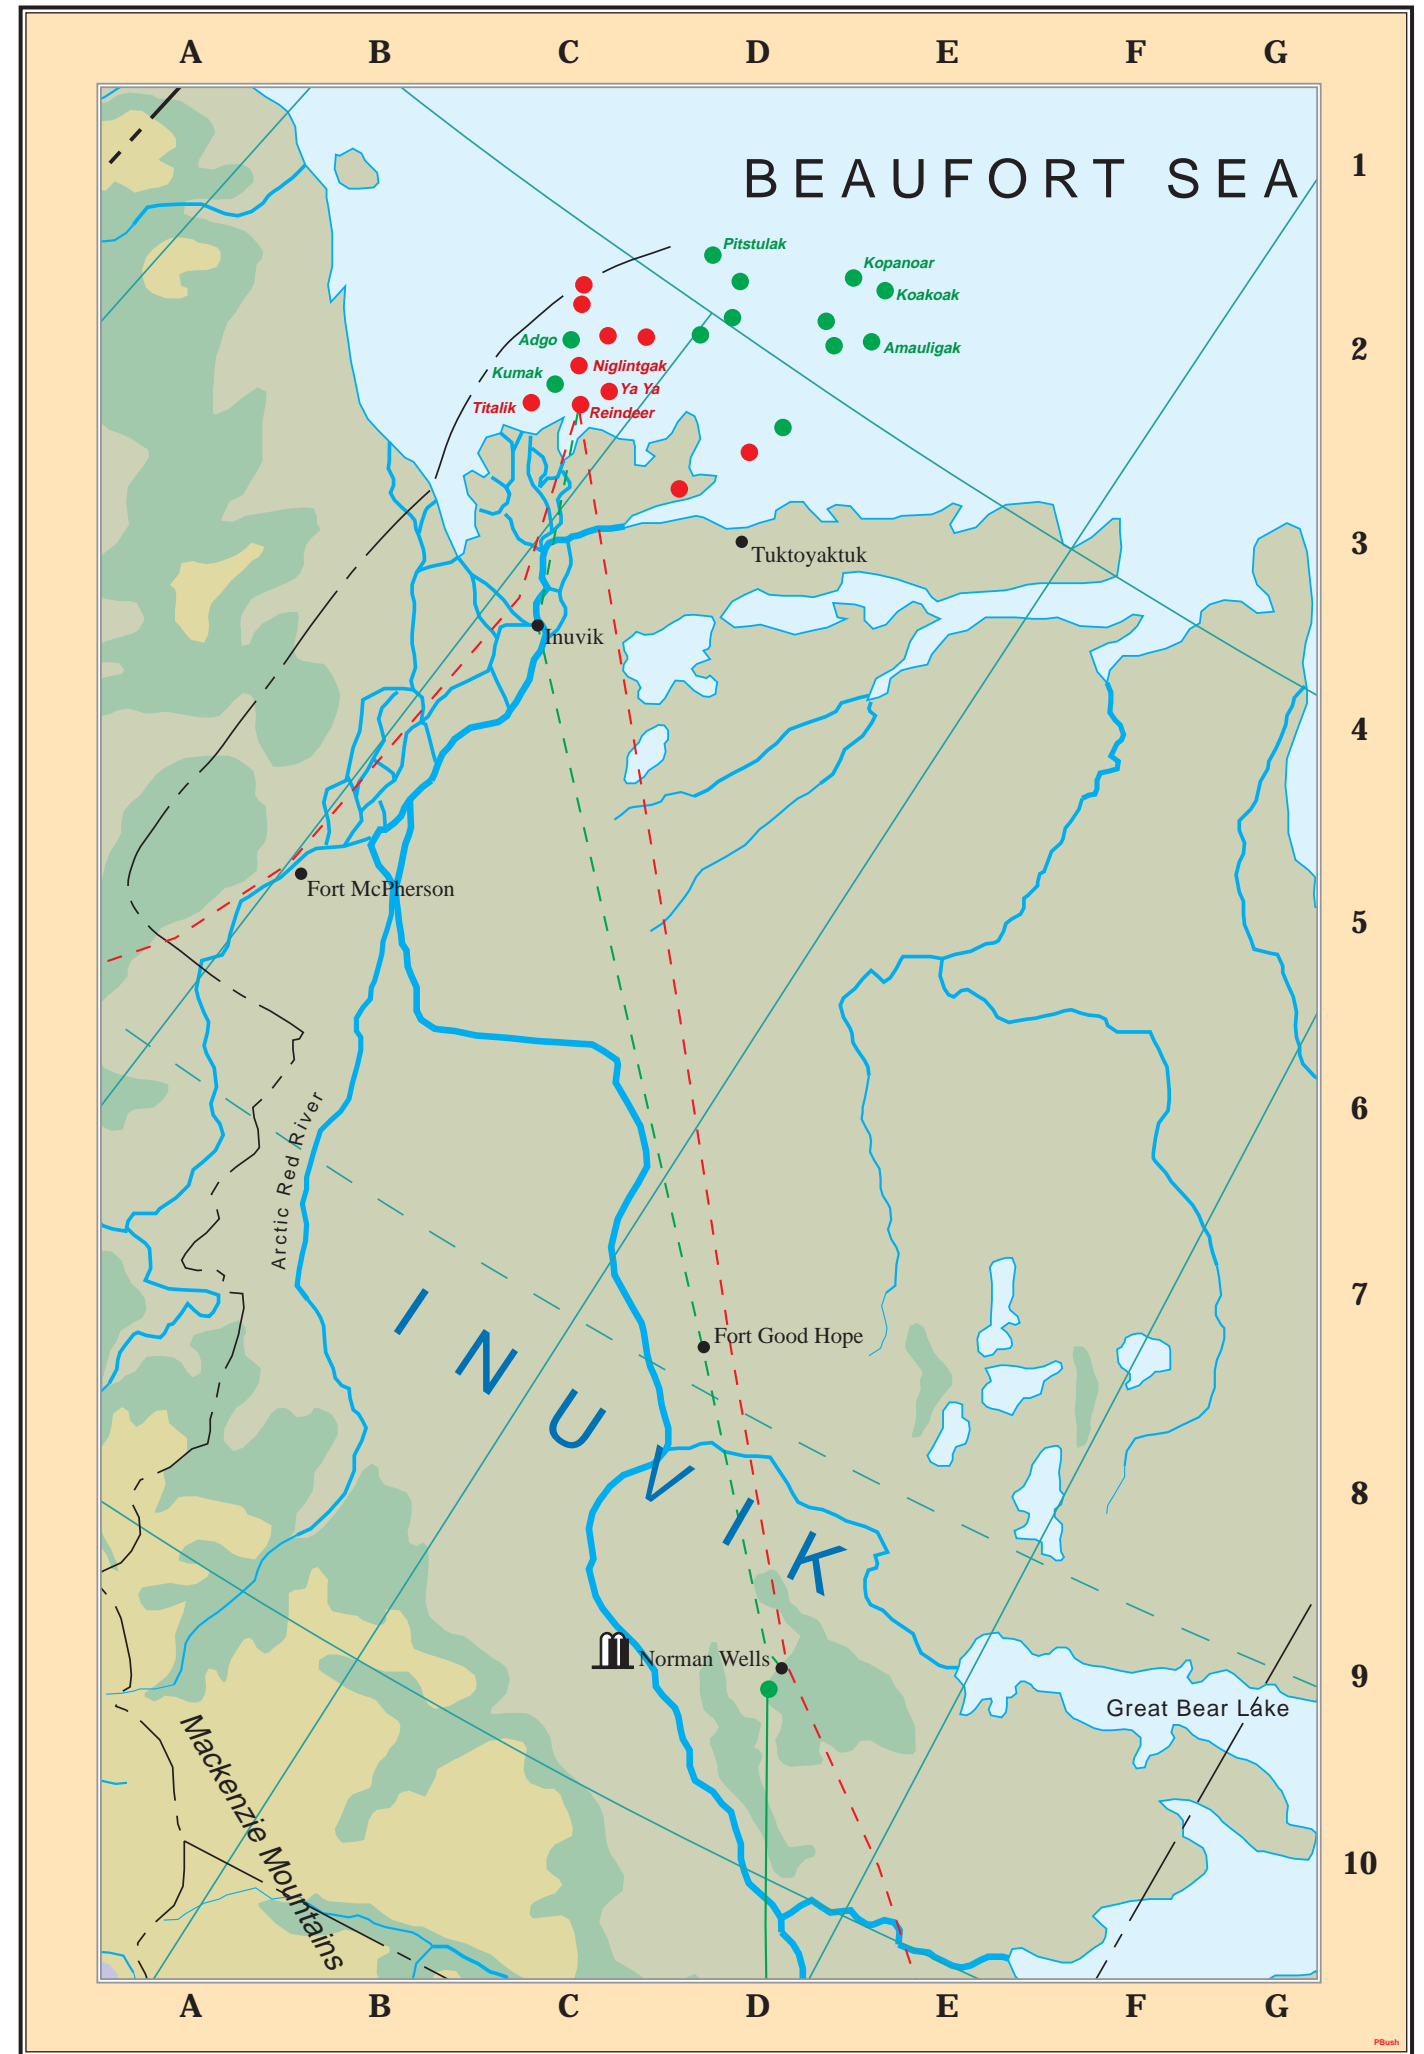 A B C D E F G
BEAUFORT SEA
1
Pitstulak
Kopanoar
Koakoak
Adgo
Amauligak
2
Niglintgak
Kumak
Ya Ya
Titalik
Reindeer
3
Tuktoyaktuk
Inuvik
4
Fort McPherson
5
6
Arctic Red River
7
Fort Good Hope
INUVIK
8
Norman Wells
9
Great Bear Lake
Mackenzie Mountains
10
A B C D E F G
PBush